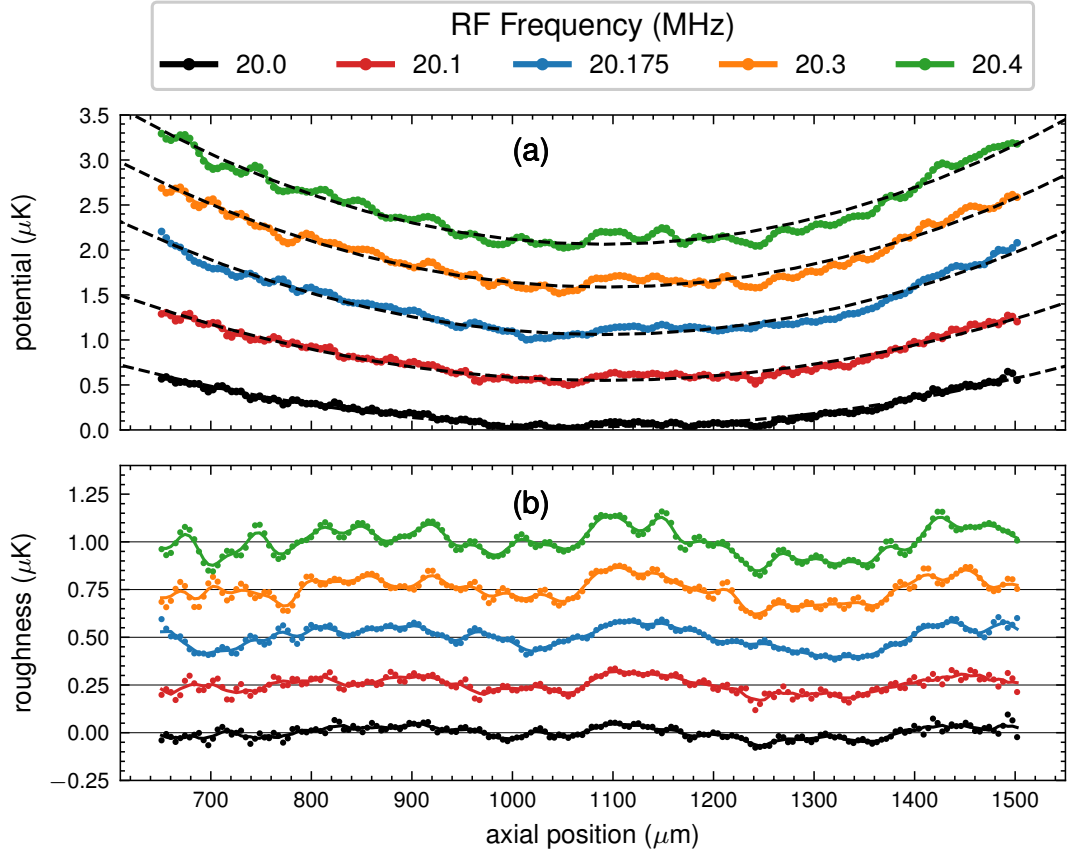 RF Frequency (MHz)
20.0 20.1 20.175 20.3 20.4
(a)
3.5
3.0
2.5
2.0
1.5
1.0
0.5
0.0
potential (μK)
(b)
1.25
1.00
0.75
0.50
0.25
0.00
−0.25
roughness (μK)
700 800 900 1000 1100 1200 1300 1400 1500
axial position (μm)